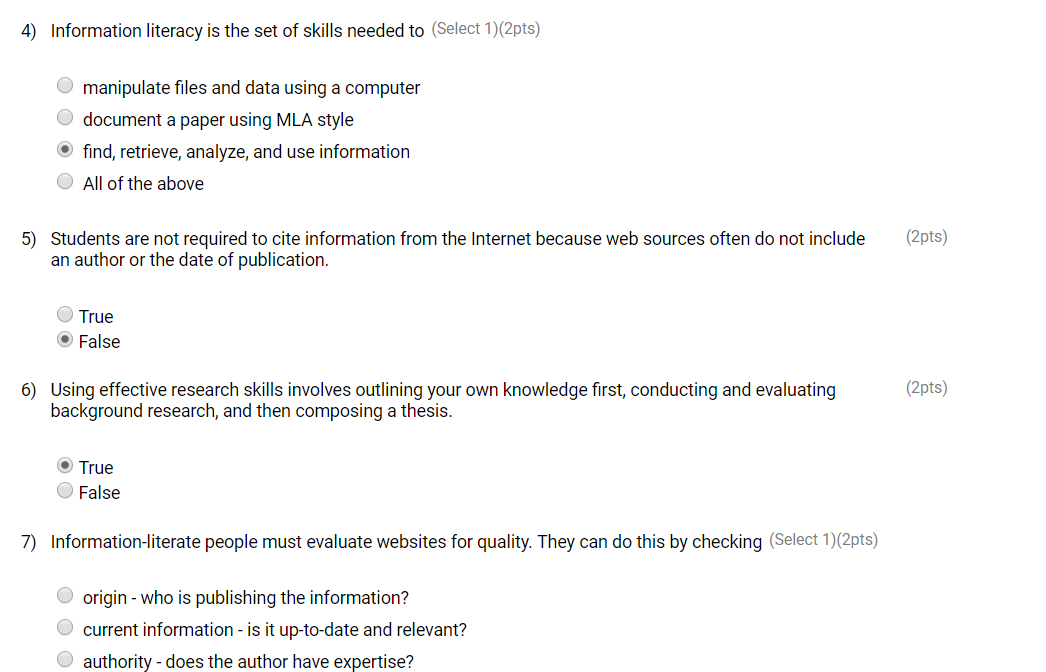 4) Information literacy is the set of skills needed to (Select 1)(2pts)
manipulate files and data using a computer
document a paper using MLA style
find, retrieve, analyze, and use information
All of the above
5) Students are not required to cite information from the Internet because web sources often do not include (2pts)
an author or the date of publication.
True
False
6) Using effective research skills involves outlining your own knowledge first, conducting and evaluating (2pts)
background research, and then composing a thesis.
True
False
7) Information-literate people must evaluate websites for quality. They can do this by checking (Select 1)(2pts)
origin - who is publishing the information?
current information - is it up-to-date and relevant?
authority - does the author have expertise?